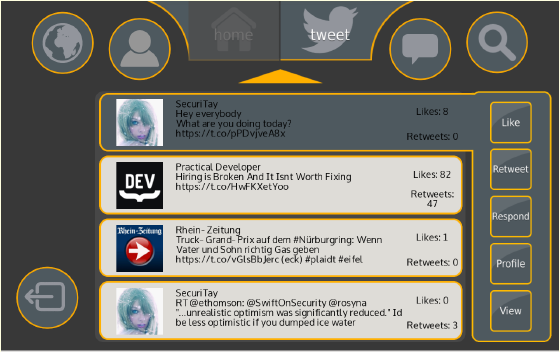 home
tweet
SecuriTay
Hey everybody
What are you doing today?
https://t.co/pPDvjveA8x
Likes: 8
Retweets: 0
DEV
Practical Developer
Hiring is Broken And It Isnt Worth Fixing
https://t.co/HwFKXetYoo
Likes: 82
Retweets:
47
Rhein-Zeitung
Rhein- Zeitung
Truck- Grand- Prix auf dem #Nürburgring: Wenn
Vater und Sohn richtig Gas geben
https://t.co/vGlsBbJerc (eck) #plaidt #eifel
Likes: 1
Retweets: 0
SecuriTay
RT@ethomson: @SwiftOnSecurity @rosyna
"...unrealistic optimism was significantly reduced." Id
be less optimistic if you dumped ice water
Likes: 0
Retweets: 3
Like
Retweet
Respond
Profile
View